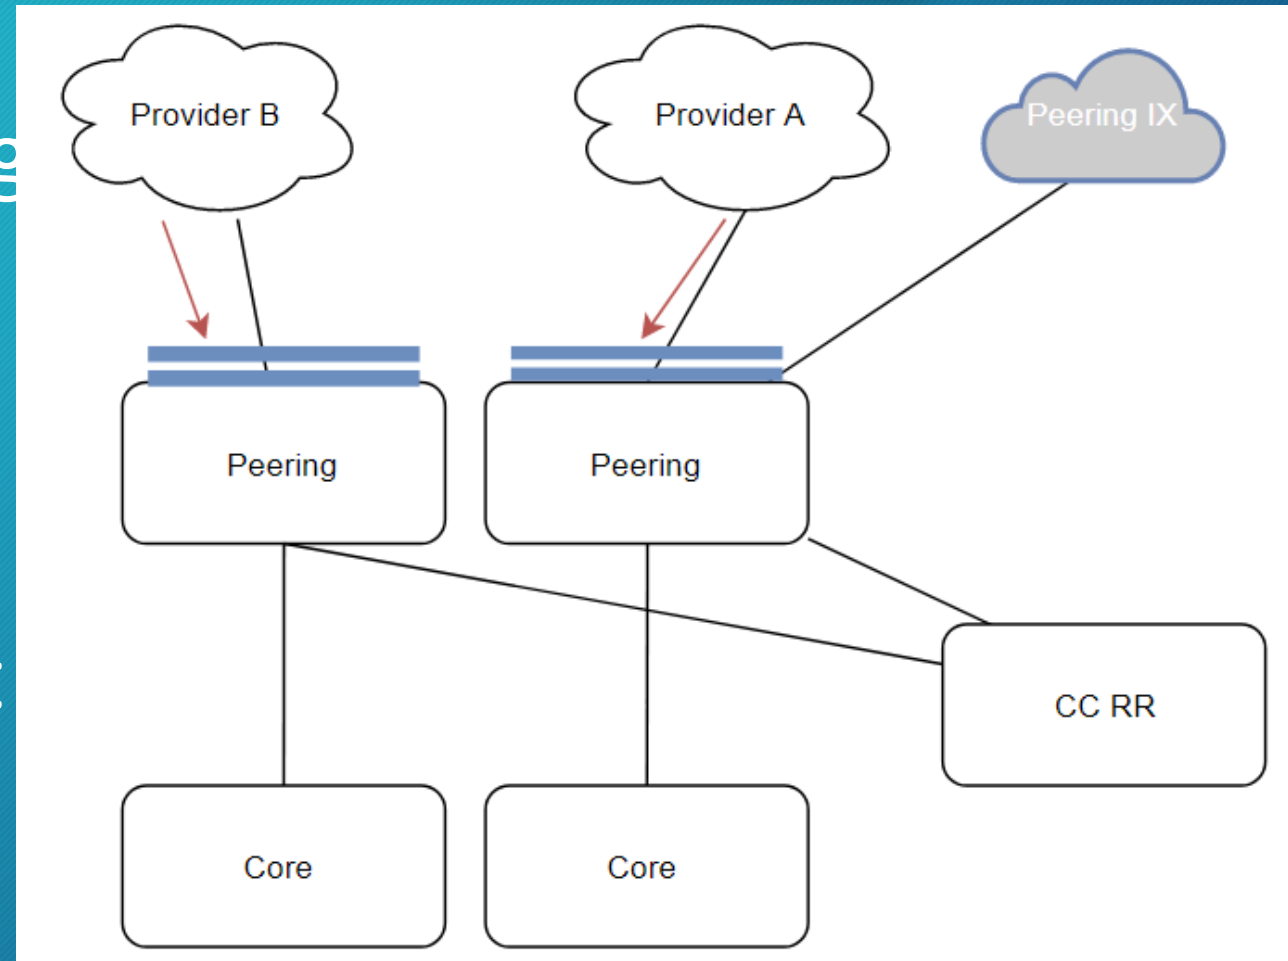 Provider B
Provider A
Peering IX
Peering
Peering
CC RR
Core
Core